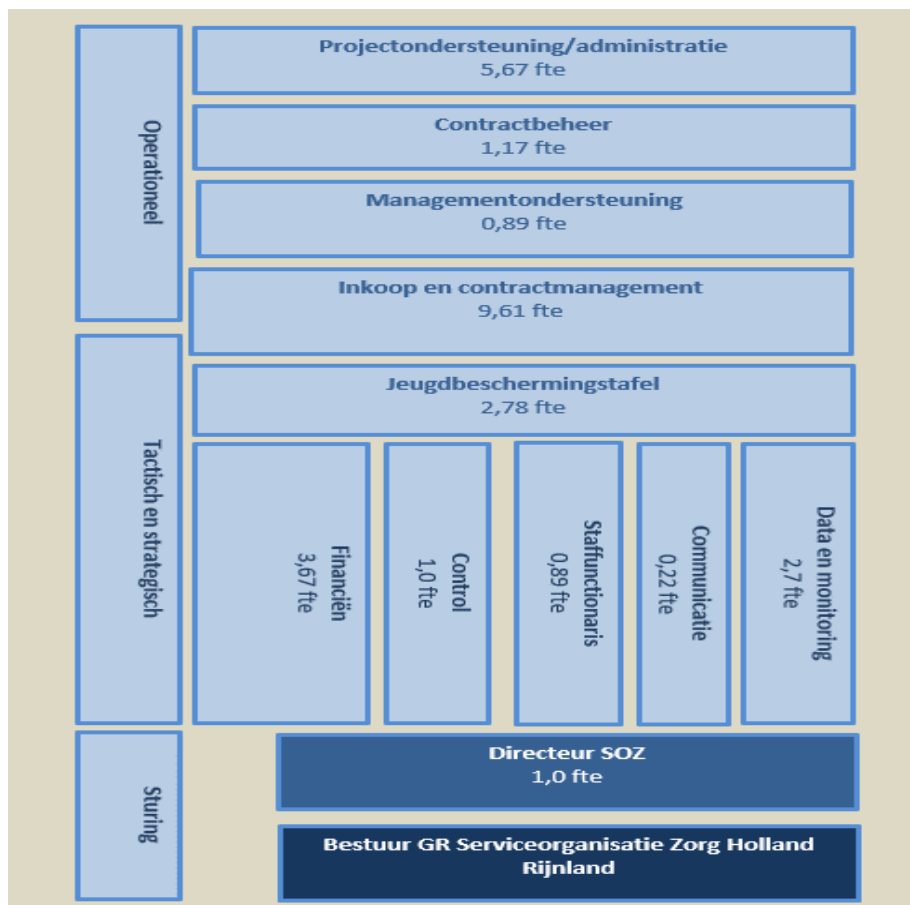 Operationeel
Projectondersteuning/administratie
5,67 fte
Contractbeheer
1,17 fte
Managementondersteuning
0,89 fte
Inkoop en contractmanagement
9,61 fte
Tactisch en strategisch
Jeugdbeschermingstafel
2,78 fte
Financiën
3,67 fte
Control
1,0 fte
Staffunctionaris
0,89 fte
Communicatie
0,22 fte
Data en monitoring
2,7 fte
Sturing
Directeur SOZ
1,0 fte
Bestuur GR Serviceorganisatie Zorg Holland
Rijnland